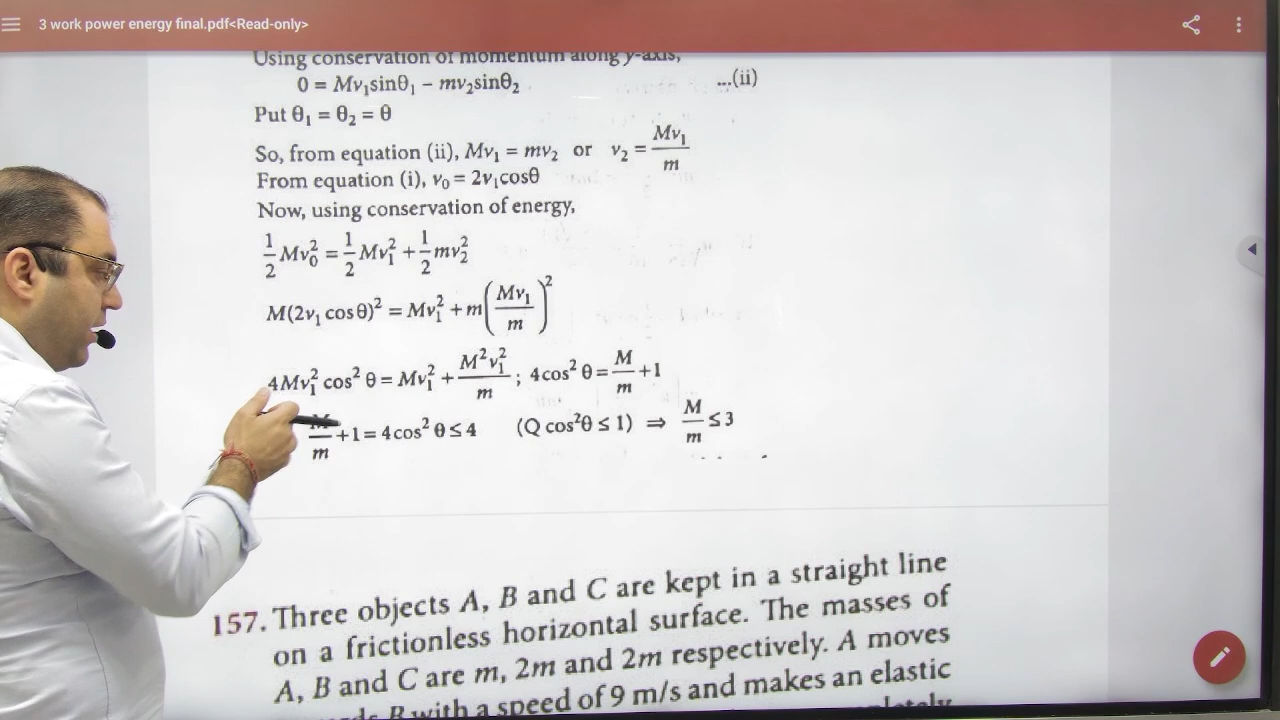 3 work power energy final.pdf<Read-only>
Using conservation of momentum along y-axis,
0 = Mv₁sinθ₁ − mv₂sinθ₂ ...(ii)
Put θ₁ = θ₂ = θ
So, from equation (ii), Mv₁ = mv₂ or v₂ = Mv₁/m
From equation (i), v₀ = 2v₁cosθ
Now, using conservation of energy,
1/2 Mv₀² = 1/2 Mv₁² + 1/2 mv₂²
M(2v₁ cosθ)² = Mv₁² + m(Mv₁/m)²
4Mv₁² cos² θ = Mv₁² + M²v₁²/m ; 4cos² θ = M/m + 1
M/m + 1 = 4cos² θ ≤ 4 (Q cos²θ ≤ 1) ⇒ M/m ≤ 3
157. Three objects A, B and C are kept in a straight line
on a frictionless horizontal surface. The masses of
A, B and C are m, 2m and 2m respectively. A moves
B with a speed of 9 m/s and makes an elastic